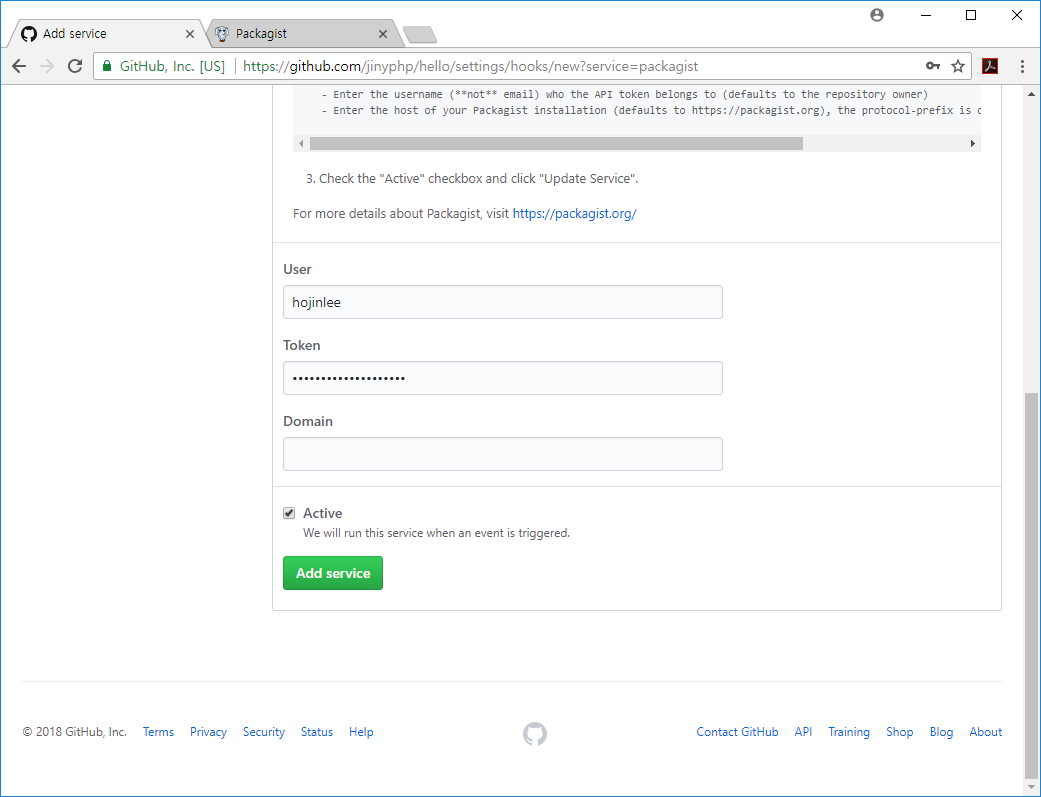 Add service
Packagist
GitHub, Inc. [US] https://github.com/jinyphp/hello/settings/hooks/new?service=packagist
- Enter the username (**not** email) who the API token belongs to (defaults to the repository owner)
- Enter the host of your Packagist installation (defaults to https://packagist.org), the protocol-prefix is
3. Check the "Active" checkbox and click "Update Service".
For more details about Packagist, visit https://packagist.org/
User
hojinlee
Token
••••••••••••••••••••
Domain
Active
We will run this service when an event is triggered.
Add service
© 2018 GitHub, Inc. Terms Privacy Security Status Help Contact GitHub API Training Shop Blog About